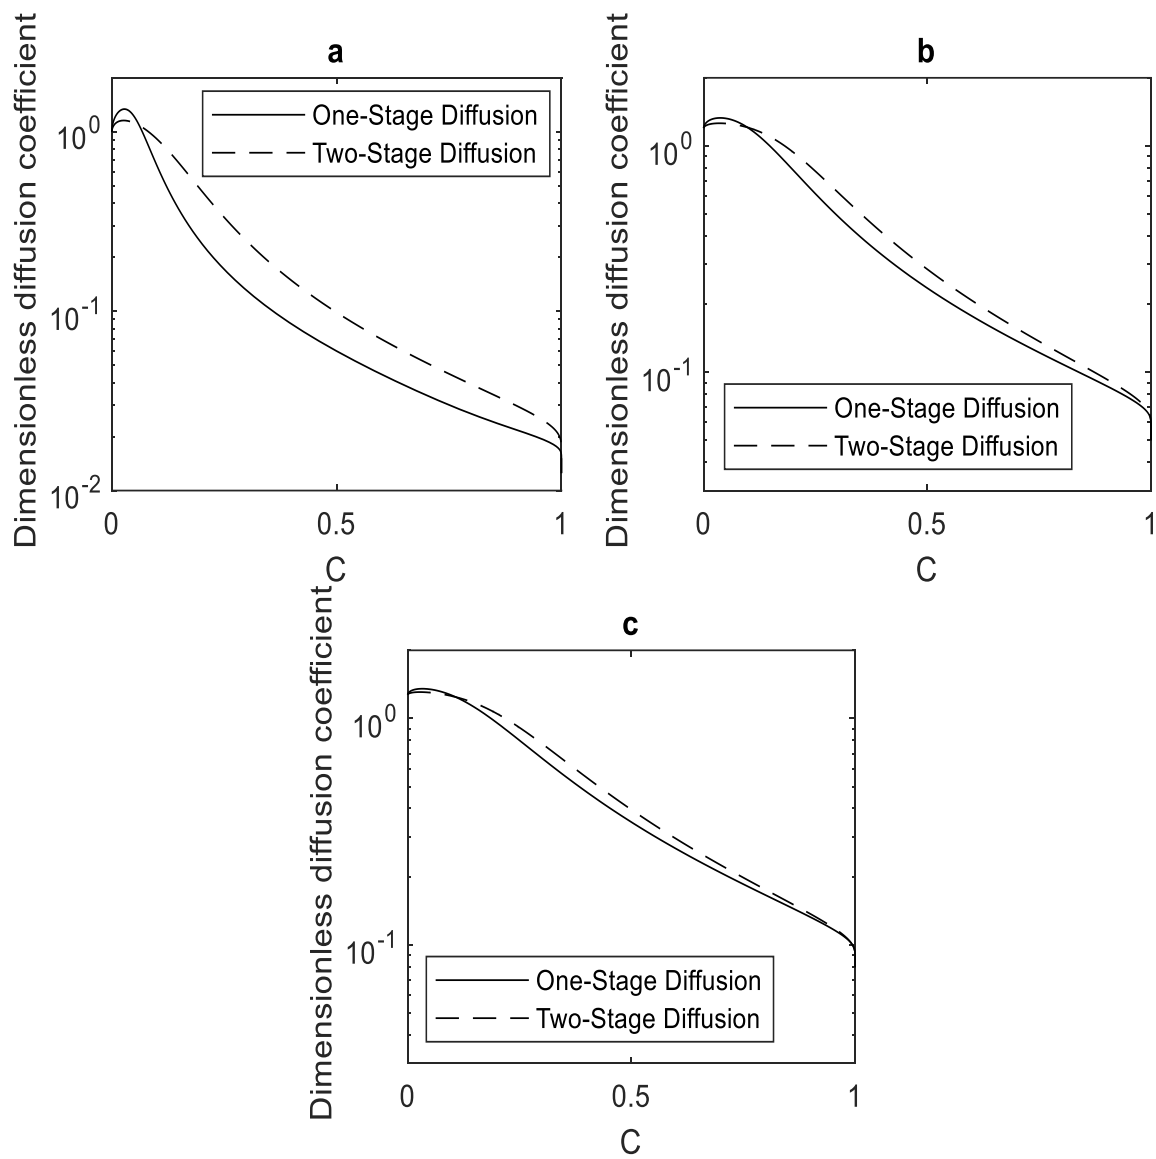 a
Dimensionless diffusion coefficient
10^0
10^-1
10^-2
One-Stage Diffusion
Two-Stage Diffusion
0
0.5
1
C
b
Dimensionless diffusion coefficient
10^0
10^-1
One-Stage Diffusion
Two-Stage Diffusion
0
0.5
1
C
c
Dimensionless diffusion coefficient
10^0
10^-1
One-Stage Diffusion
Two-Stage Diffusion
0
0.5
1
C